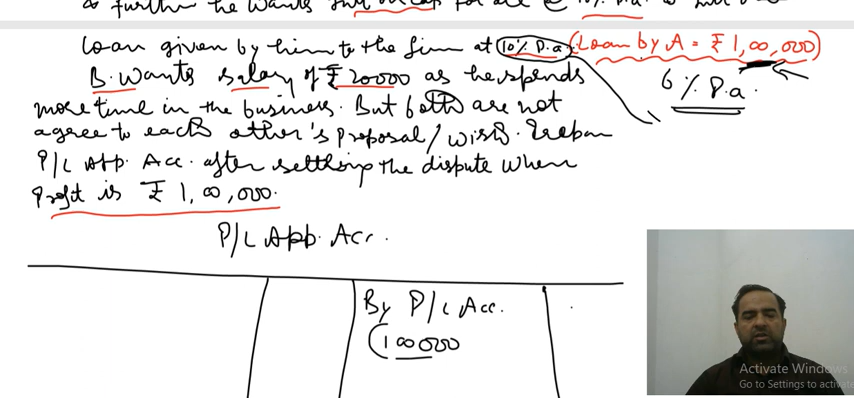 Loan given by him to the firm at 10% P.a (Loan by A = ₹ 1,00,000)
B. Wants salary of ₹ 20000 as he spends
6% P.a.
more time in the business. But both are not
agree to each other's proposal/wish. Prepare
P/L App. Acc. after settling the dispute when
Profit is ₹ 1,00,000.
P/L App. Acc.
By P/L Acc.
(100000
Activate Windows
Go to Settings to activate